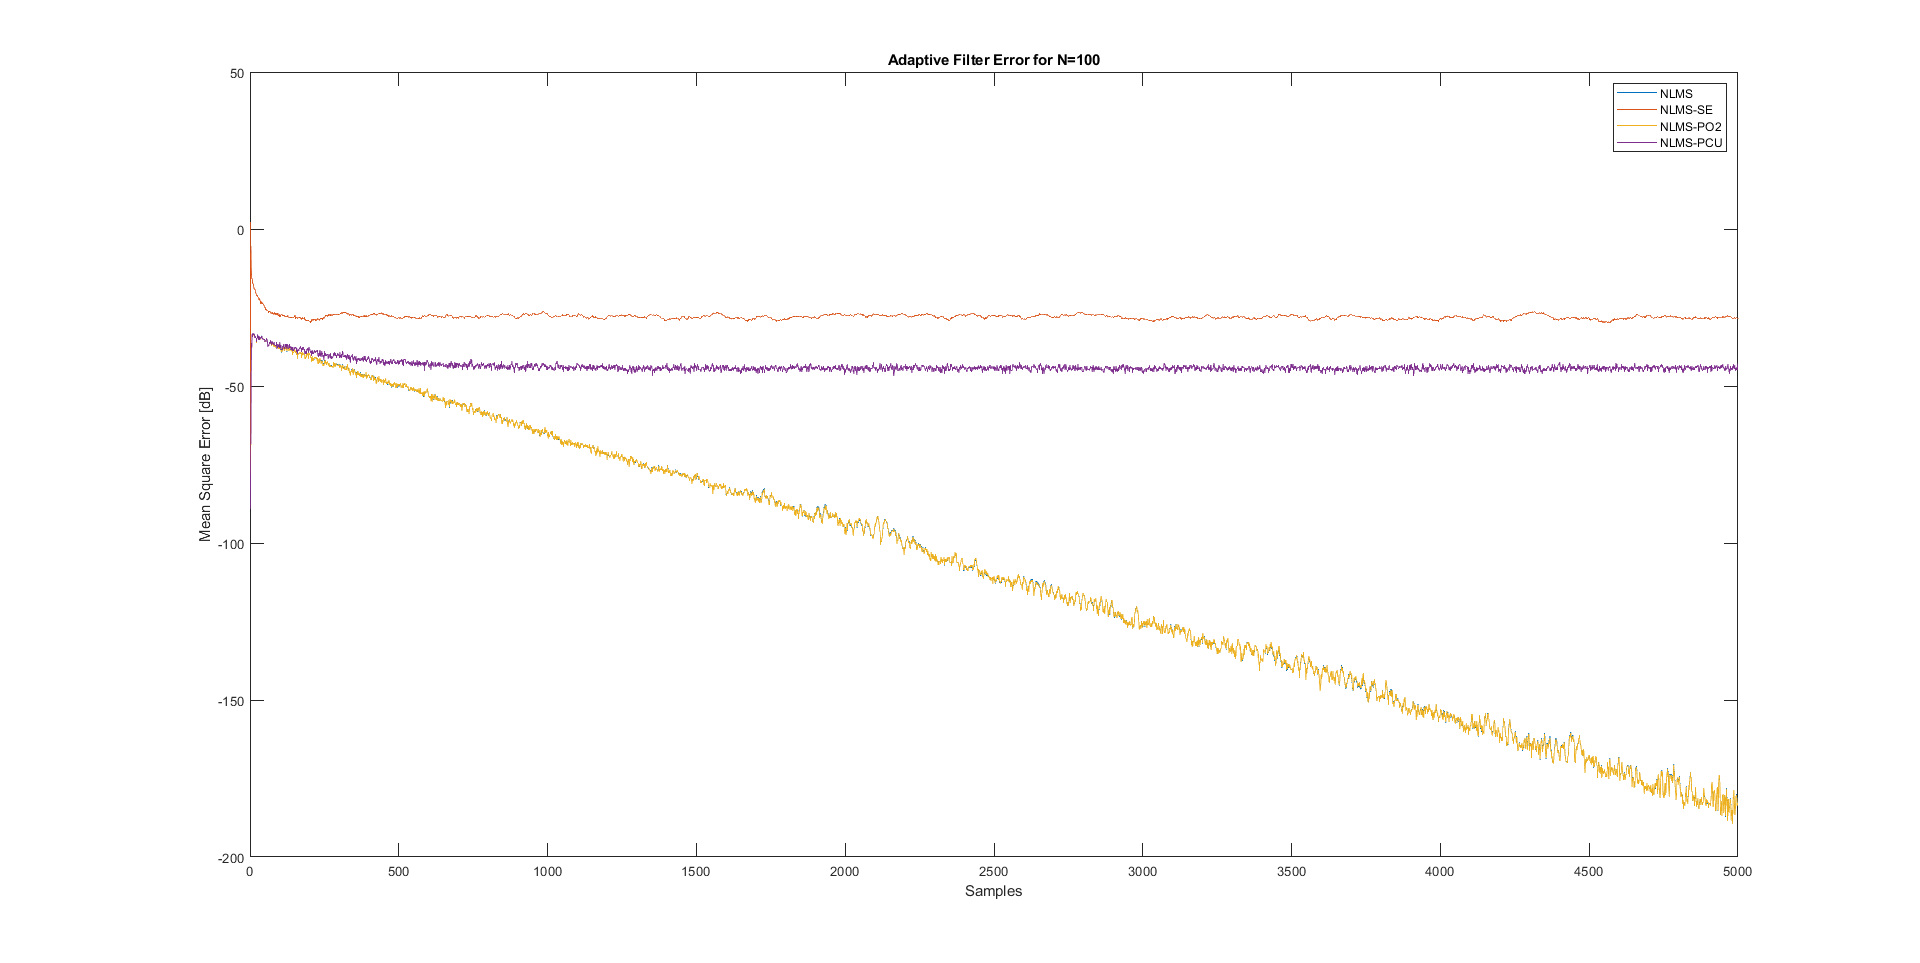 Adaptive Filter Error for N=100
50
0
-50
-100
-150
-200
Mean Square Error [dB]
NLMS
NLMS-SE
NLMS-PO2
NLMS-PCU
0 500 1000 1500 2000 2500 3000 3500 4000 4500 5000
Samples